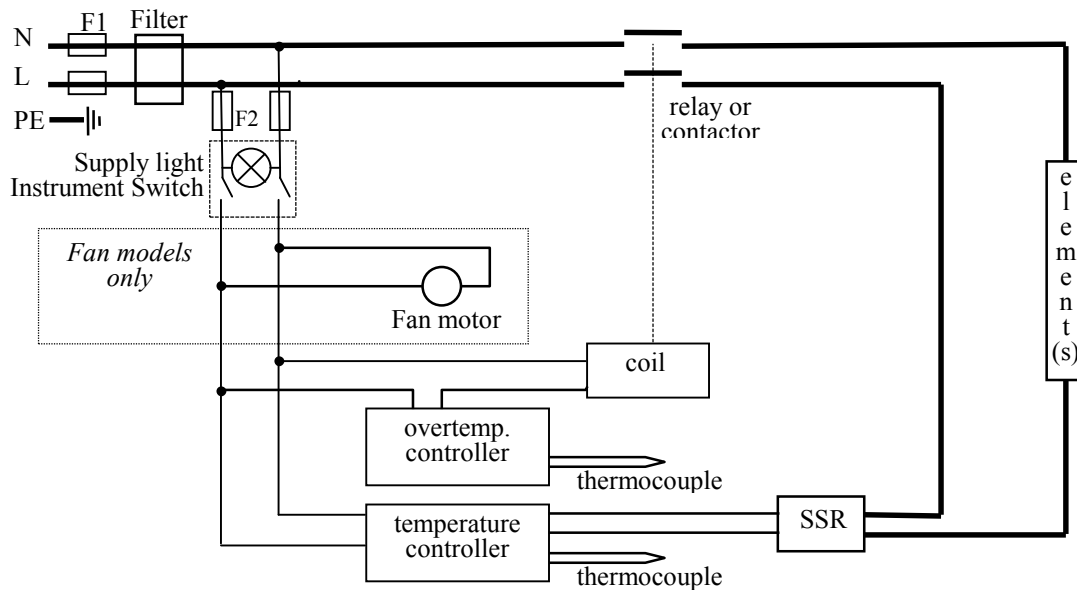 F1
Filter
N
L
PE
F2
relay or
contactor
Supply light
Instrument Switch
element(s)
Fan models
only
Fan motor
coil
overtemp.
controller
thermocouple
temperature
controller
SSR
thermocouple